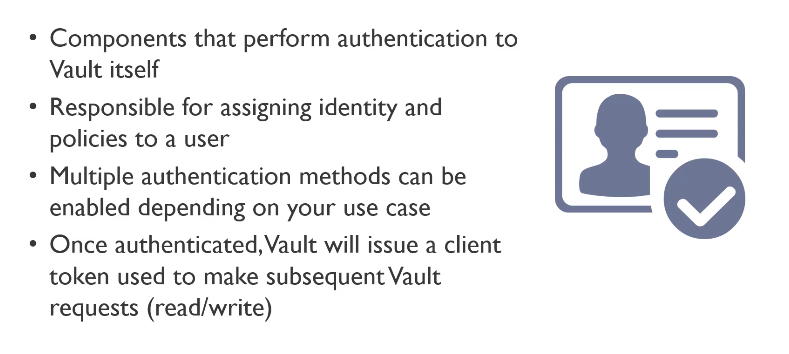 • Components that perform authentication to
Vault itself
• Responsible for assigning identity and
policies to a user
• Multiple authentication methods can be
enabled depending on your use case
• Once authenticated, Vault will issue a client
token used to make subsequent Vault
requests (read/write)